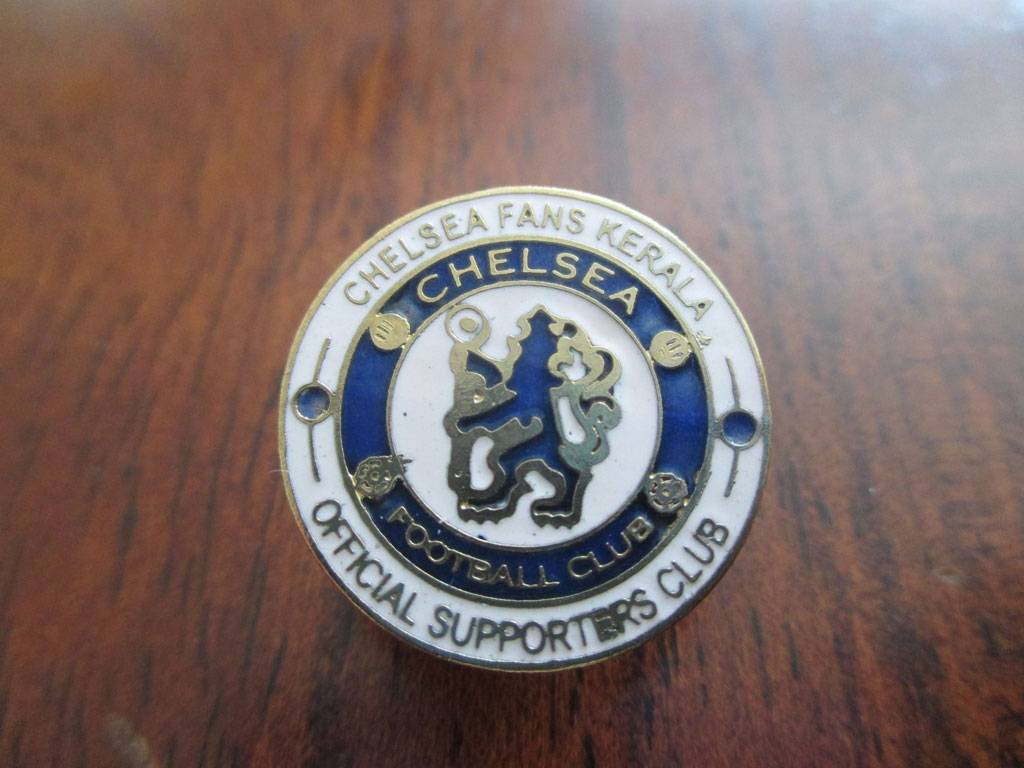 CHELSEA FANS KERALA
CHELSEA
FOOTBALL CLUB
OFFICIAL SUPPORTERS CLUB